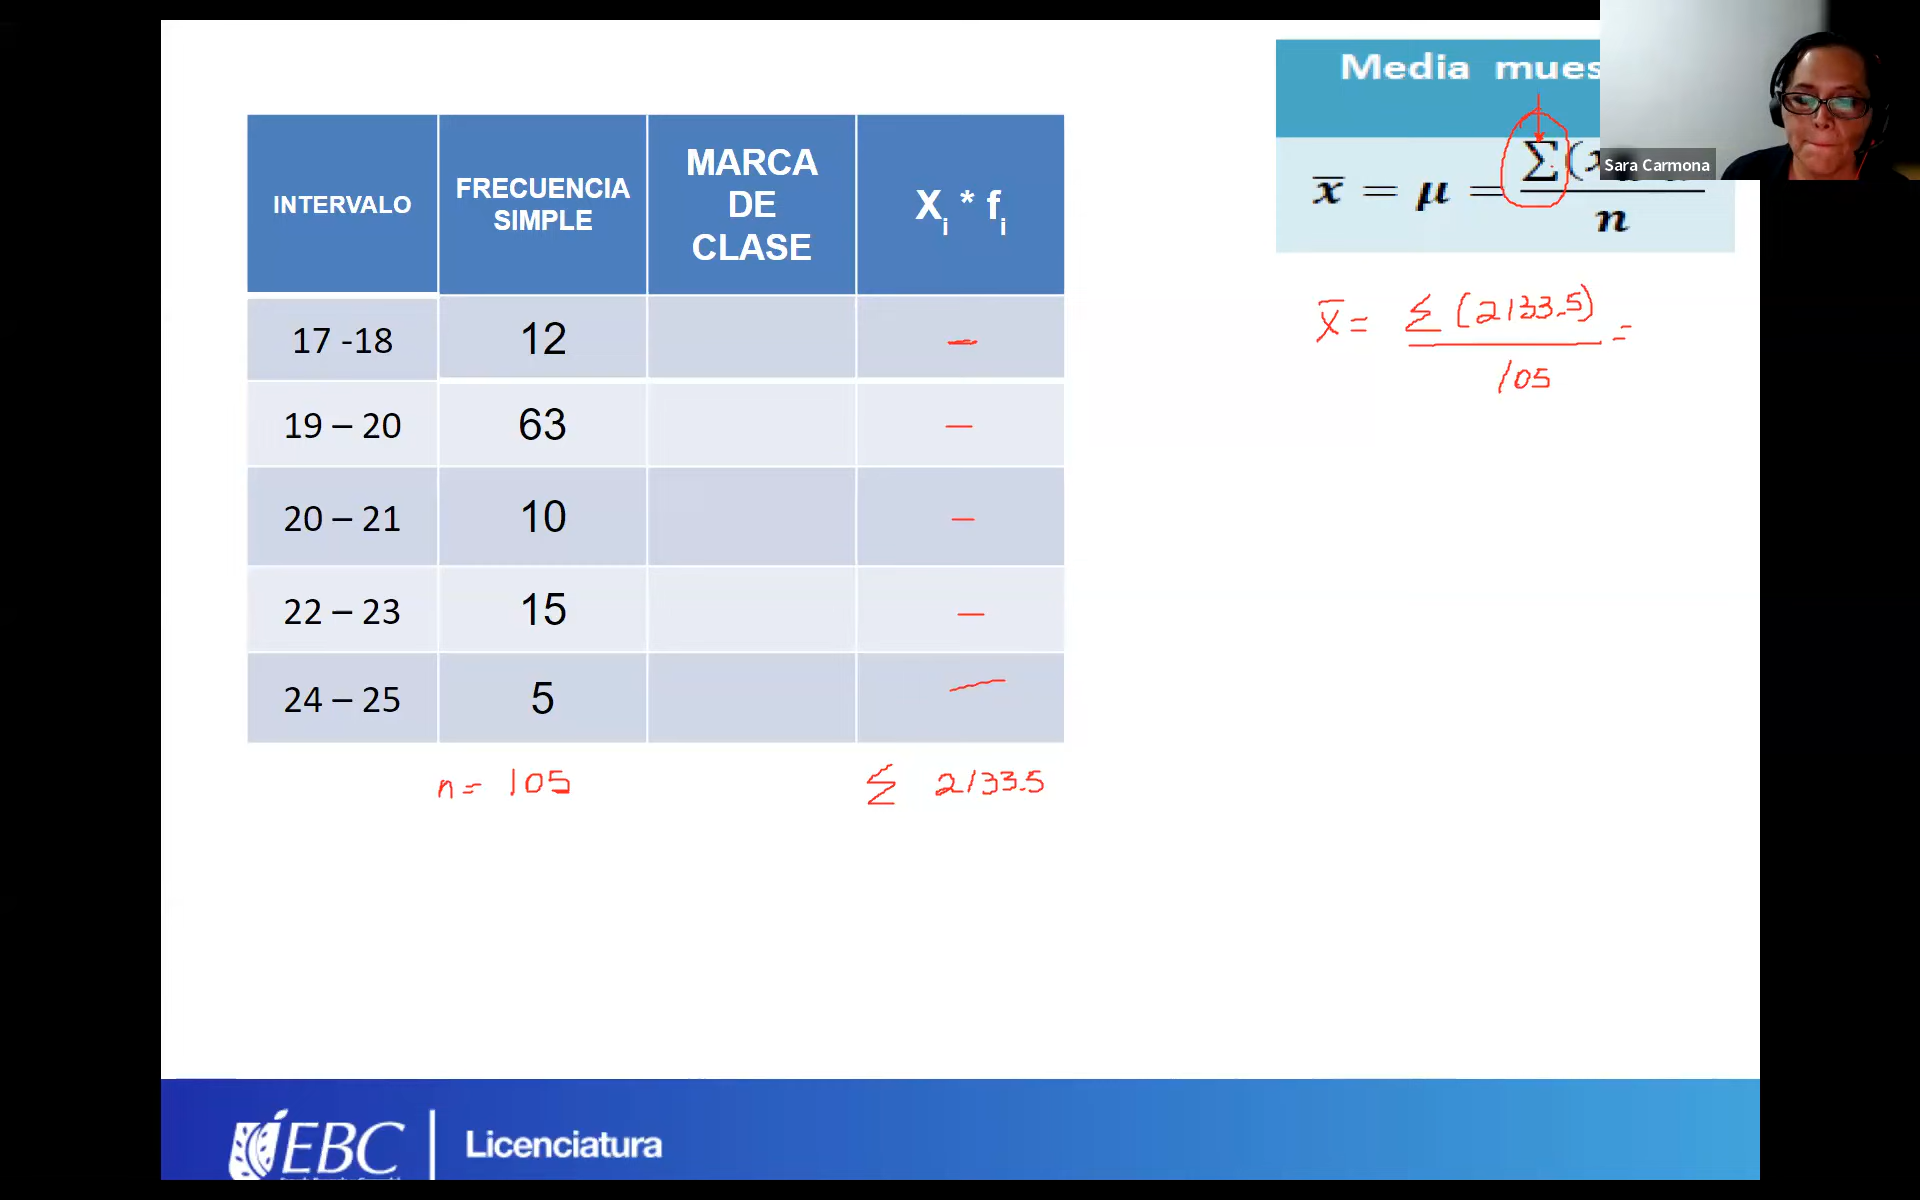 Media mues
x̄ = μ = Σ(x
n
Sara Carmona
INTERVALO FRECUENCIA SIMPLE MARCA DE CLASE Xi * fi
17 -18 12 –
19 – 20 63 –
20 – 21 10 –
22 – 23 15 –
24 – 25 5 –
n= 105 Σ 2133.5
x̄ = Σ (2133.5) =
105
EBC Licenciatura